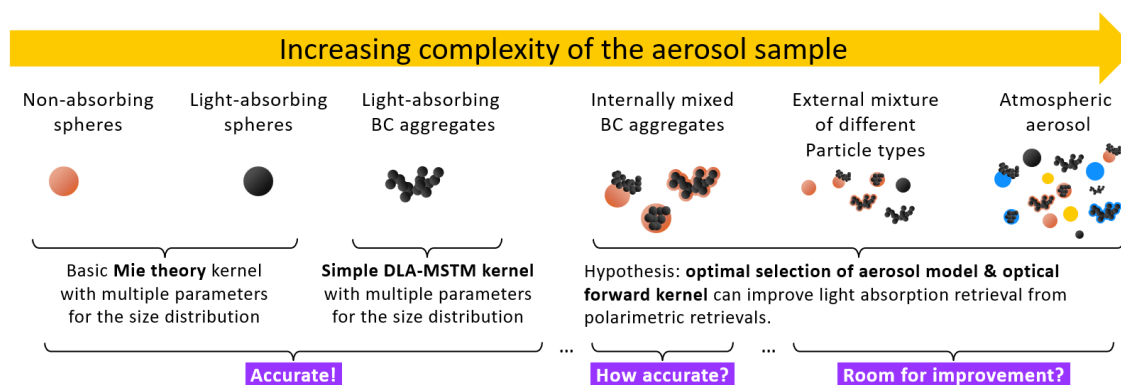 Increasing complexity of the aerosol sample
Non-absorbing
spheres
Light-absorbing
spheres
Light-absorbing
BC aggregates
Internally mixed
BC aggregates
External mixture
of different
Particle types
Atmospheric
aerosol
Basic Mie theory kernel
with multiple parameters
for the size distribution
Simple DLA-MSTM kernel
with multiple parameters
for the size distribution
Hypothesis: optimal selection of aerosol model & optical
forward kernel can improve light absorption retrieval from
polarimetric retrievals.
Accurate!
...
How accurate?
...
Room for improvement?